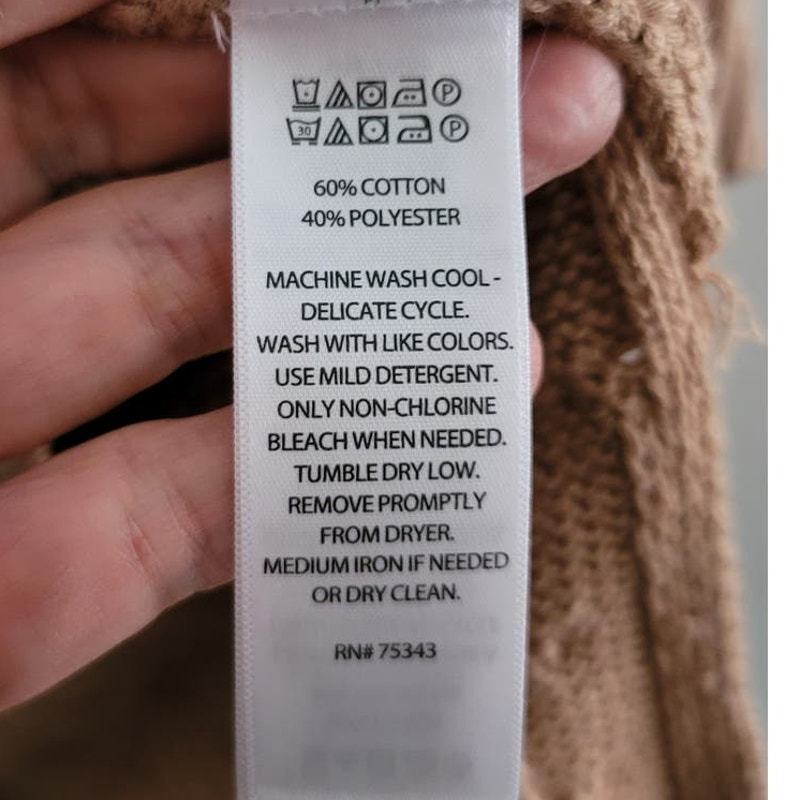 30
P
P
60% COTTON
40% POLYESTER
MACHINE WASH COOL -
DELICATE CYCLE.
WASH WITH LIKE COLORS.
USE MILD DETERGENT.
ONLY NON-CHLORINE
BLEACH WHEN NEEDED.
TUMBLE DRY LOW.
REMOVE PROMPTLY
FROM DRYER.
MEDIUM IRON IF NEEDED
OR DRY CLEAN.
RN# 75343